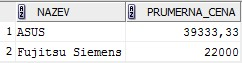 NAZEV PRUMERNA_CENA
1 ASUS 39333,33
2 Fujitsu Siemens 22000